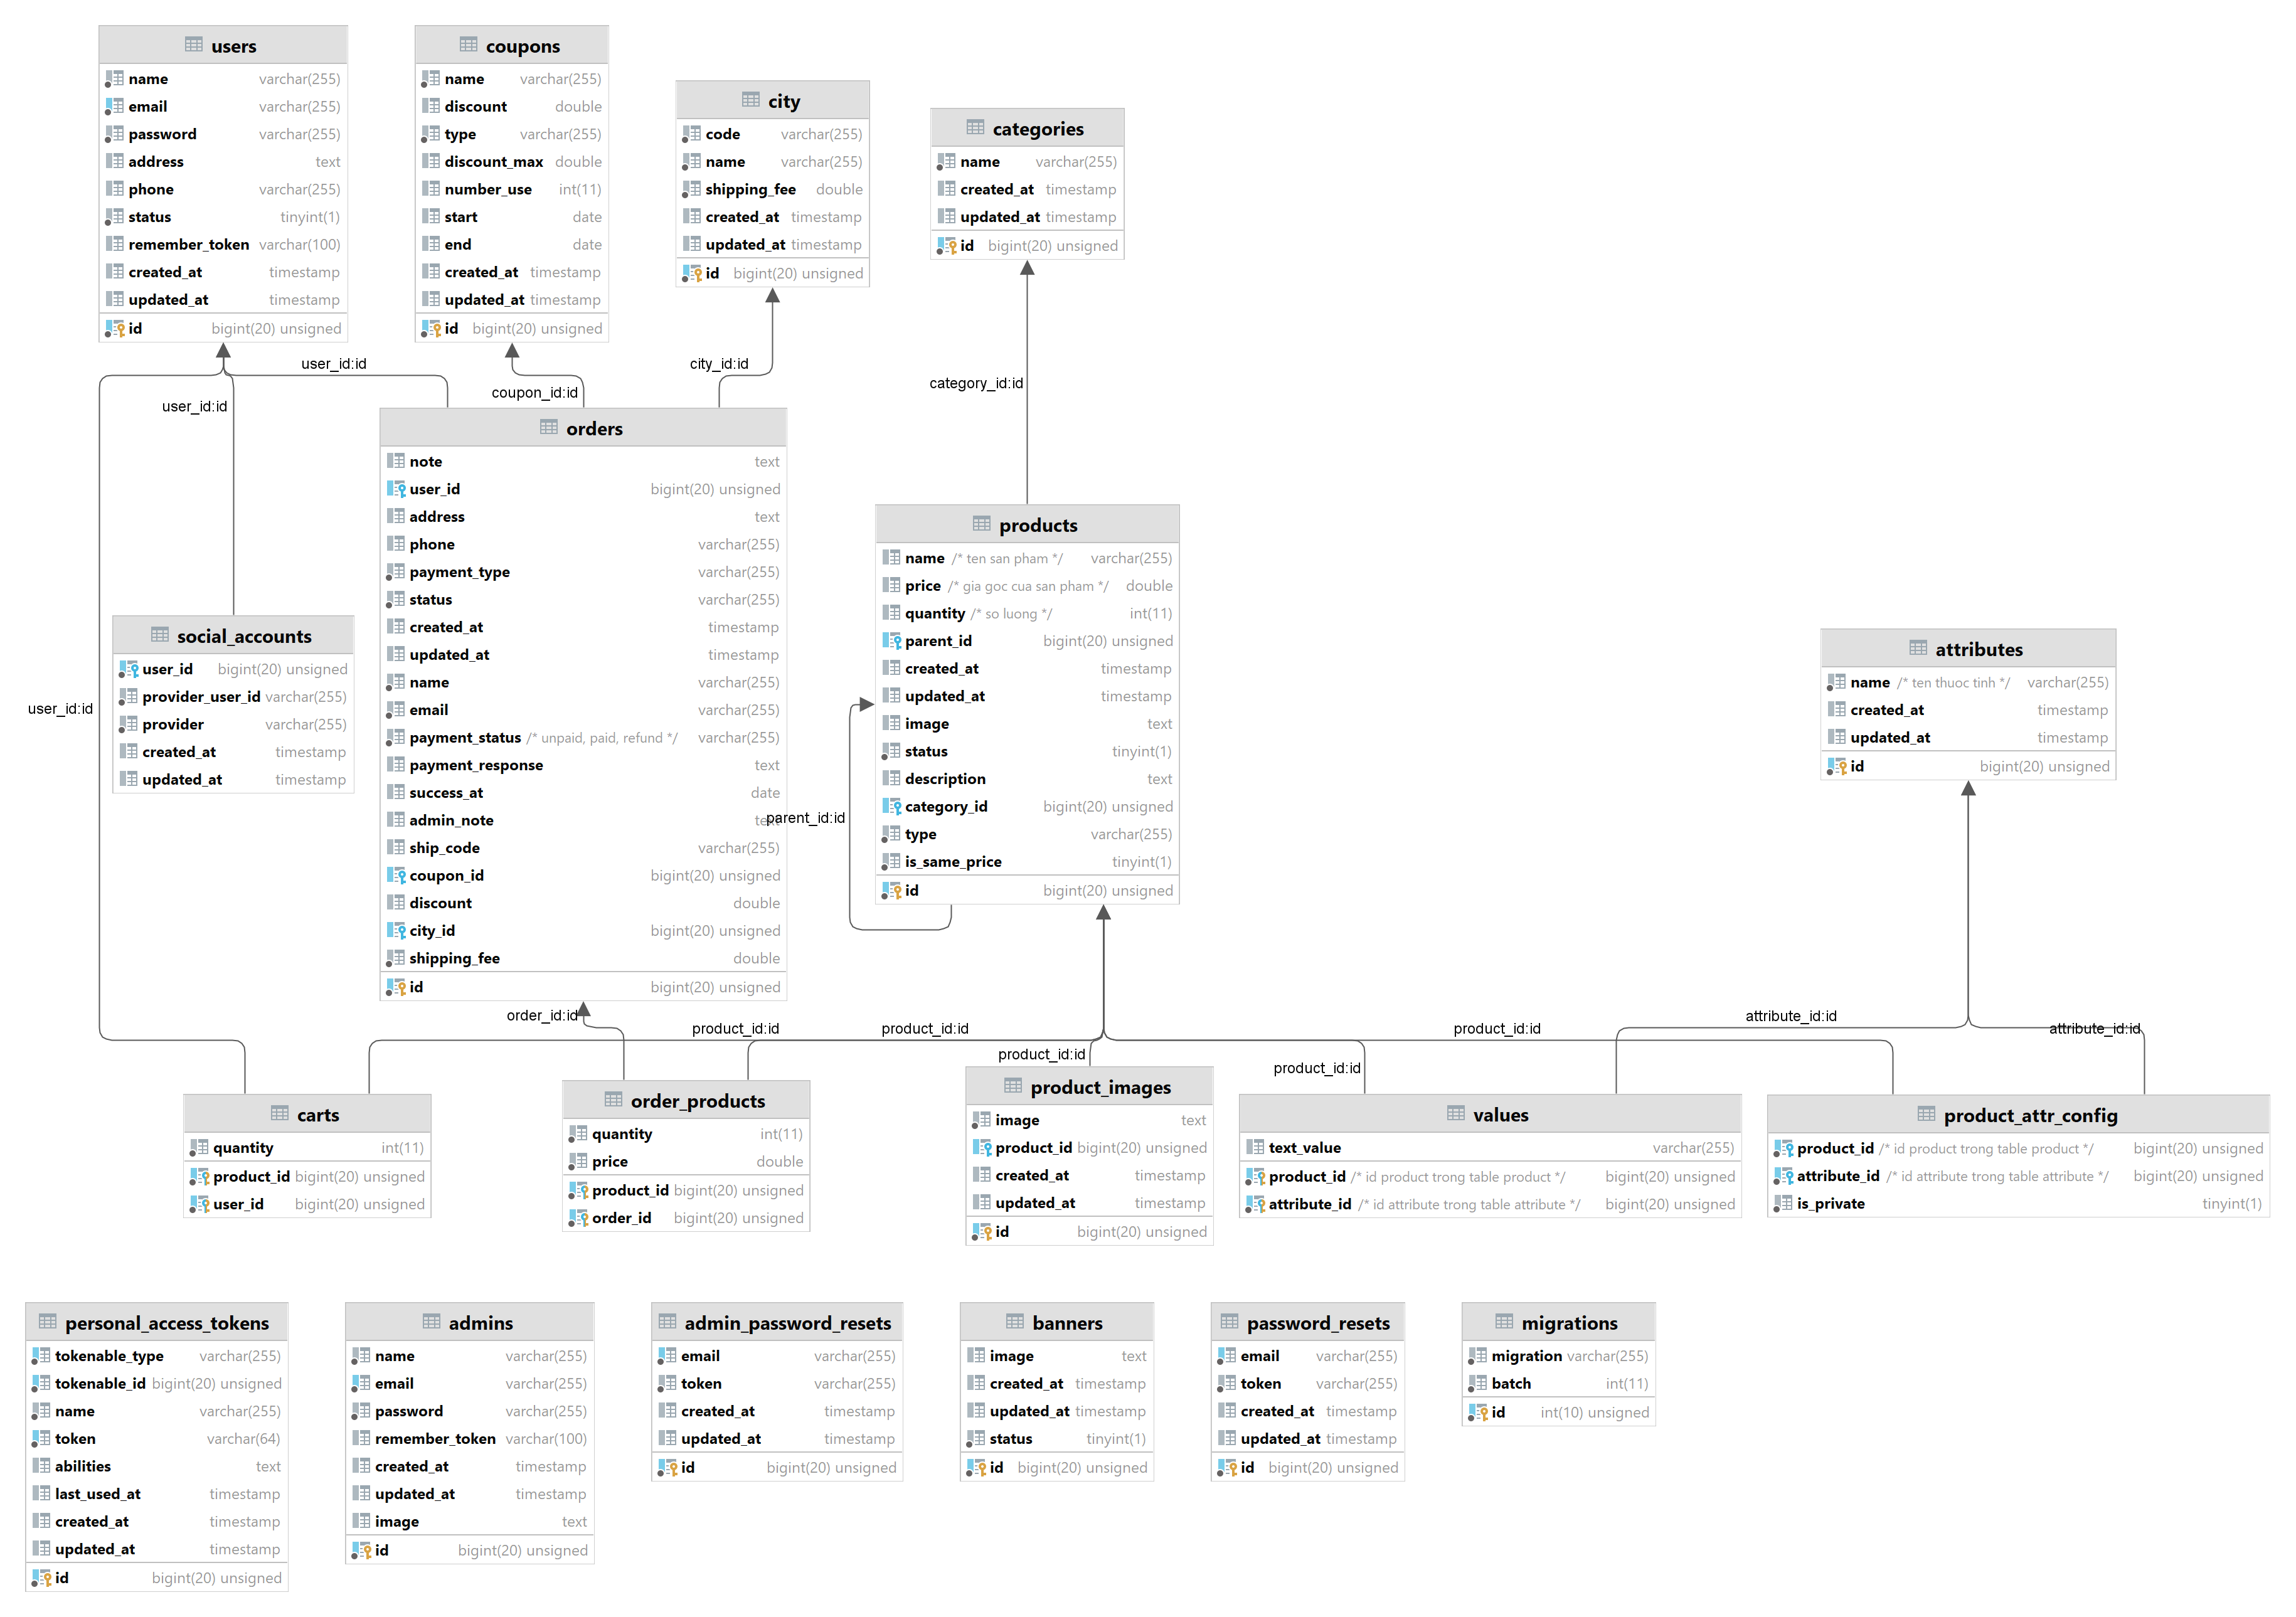 users
name varchar(255)
email varchar(255)
password varchar(255)
address text
phone varchar(255)
status tinyint(1)
remember_token varchar(100)
created_at timestamp
updated_at timestamp
id bigint(20) unsigned
coupons
name varchar(255)
discount double
type varchar(255)
discount_max double
number_use int(11)
start date
end date
created_at timestamp
updated_at timestamp
id bigint(20) unsigned
city
code varchar(255)
name varchar(255)
shipping_fee double
created_at timestamp
updated_at timestamp
id bigint(20) unsigned
categories
name varchar(255)
created_at timestamp
updated_at timestamp
id bigint(20) unsigned
user_id:id
coupon_id:id
city_id:id
category_id:id
user_id:id
user_id:id
orders
note text
user_id bigint(20) unsigned
address text
phone varchar(255)
payment_type varchar(255)
status varchar(255)
created_at timestamp
updated_at timestamp
name varchar(255)
email varchar(255)
payment_status /* unpaid, paid, refund */ varchar(255)
payment_response text
success_at date
admin_note text
ship_code varchar(255)
coupon_id bigint(20) unsigned
discount double
city_id bigint(20) unsigned
shipping_fee double
id bigint(20) unsigned
products
name /* ten san pham */ varchar(255)
price /* gia goc cua san pham */ double
quantity /* so luong */ int(11)
parent_id bigint(20) unsigned
created_at timestamp
updated_at timestamp
image text
status tinyint(1)
description text
category_id bigint(20) unsigned
type varchar(255)
is_same_price tinyint(1)
id bigint(20) unsigned
parent_id:id
social_accounts
user_id bigint(20) unsigned
provider_user_id varchar(255)
provider varchar(255)
created_at timestamp
updated_at timestamp
attributes
name /* ten thuoc tinh */ varchar(255)
created_at timestamp
updated_at timestamp
id bigint(20) unsigned
order_id:id
product_id:id
product_id:id
product_id:id
product_id:id
product_id:id
attribute_id:id
attribute_id:id
carts
quantity int(11)
product_id bigint(20) unsigned
user_id bigint(20) unsigned
order_products
quantity int(11)
price double
product_id bigint(20) unsigned
order_id bigint(20) unsigned
product_images
image text
product_id bigint(20) unsigned
created_at timestamp
updated_at timestamp
id bigint(20) unsigned
values
text_value varchar(255)
product_id /* id product trong table product */ bigint(20) unsigned
attribute_id /* id attribute trong table attribute */ bigint(20) unsigned
product_attr_config
product_id /* id product trong table product */ bigint(20) unsigned
attribute_id /* id attribute trong table attribute */ bigint(20) unsigned
is_private tinyint(1)
personal_access_tokens
tokenable_type varchar(255)
tokenable_id bigint(20) unsigned
name varchar(255)
token varchar(64)
abilities text
last_used_at timestamp
created_at timestamp
updated_at timestamp
id bigint(20) unsigned
admins
name varchar(255)
email varchar(255)
password varchar(255)
remember_token varchar(100)
created_at timestamp
updated_at timestamp
image text
id bigint(20) unsigned
admin_password_resets
email varchar(255)
token varchar(255)
created_at timestamp
updated_at timestamp
id bigint(20) unsigned
banners
image text
created_at timestamp
updated_at timestamp
status tinyint(1)
id bigint(20) unsigned
password_resets
email varchar(255)
token varchar(255)
created_at timestamp
updated_at timestamp
id bigint(20) unsigned
migrations
migration varchar(255)
batch int(11)
id int(10) unsigned